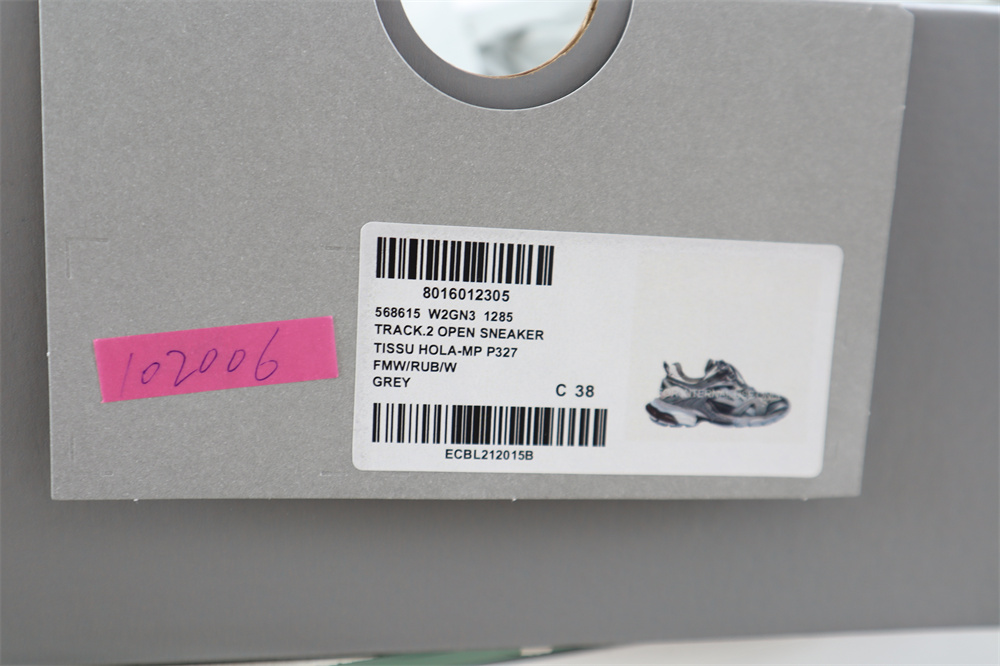 8016012305
568615 W2GN3 1285
TRACK.2 OPEN SNEAKER
TISSU HOLA-MP P327
FMW/RUB/W
GREY
C 38
ECBL212015B
102006